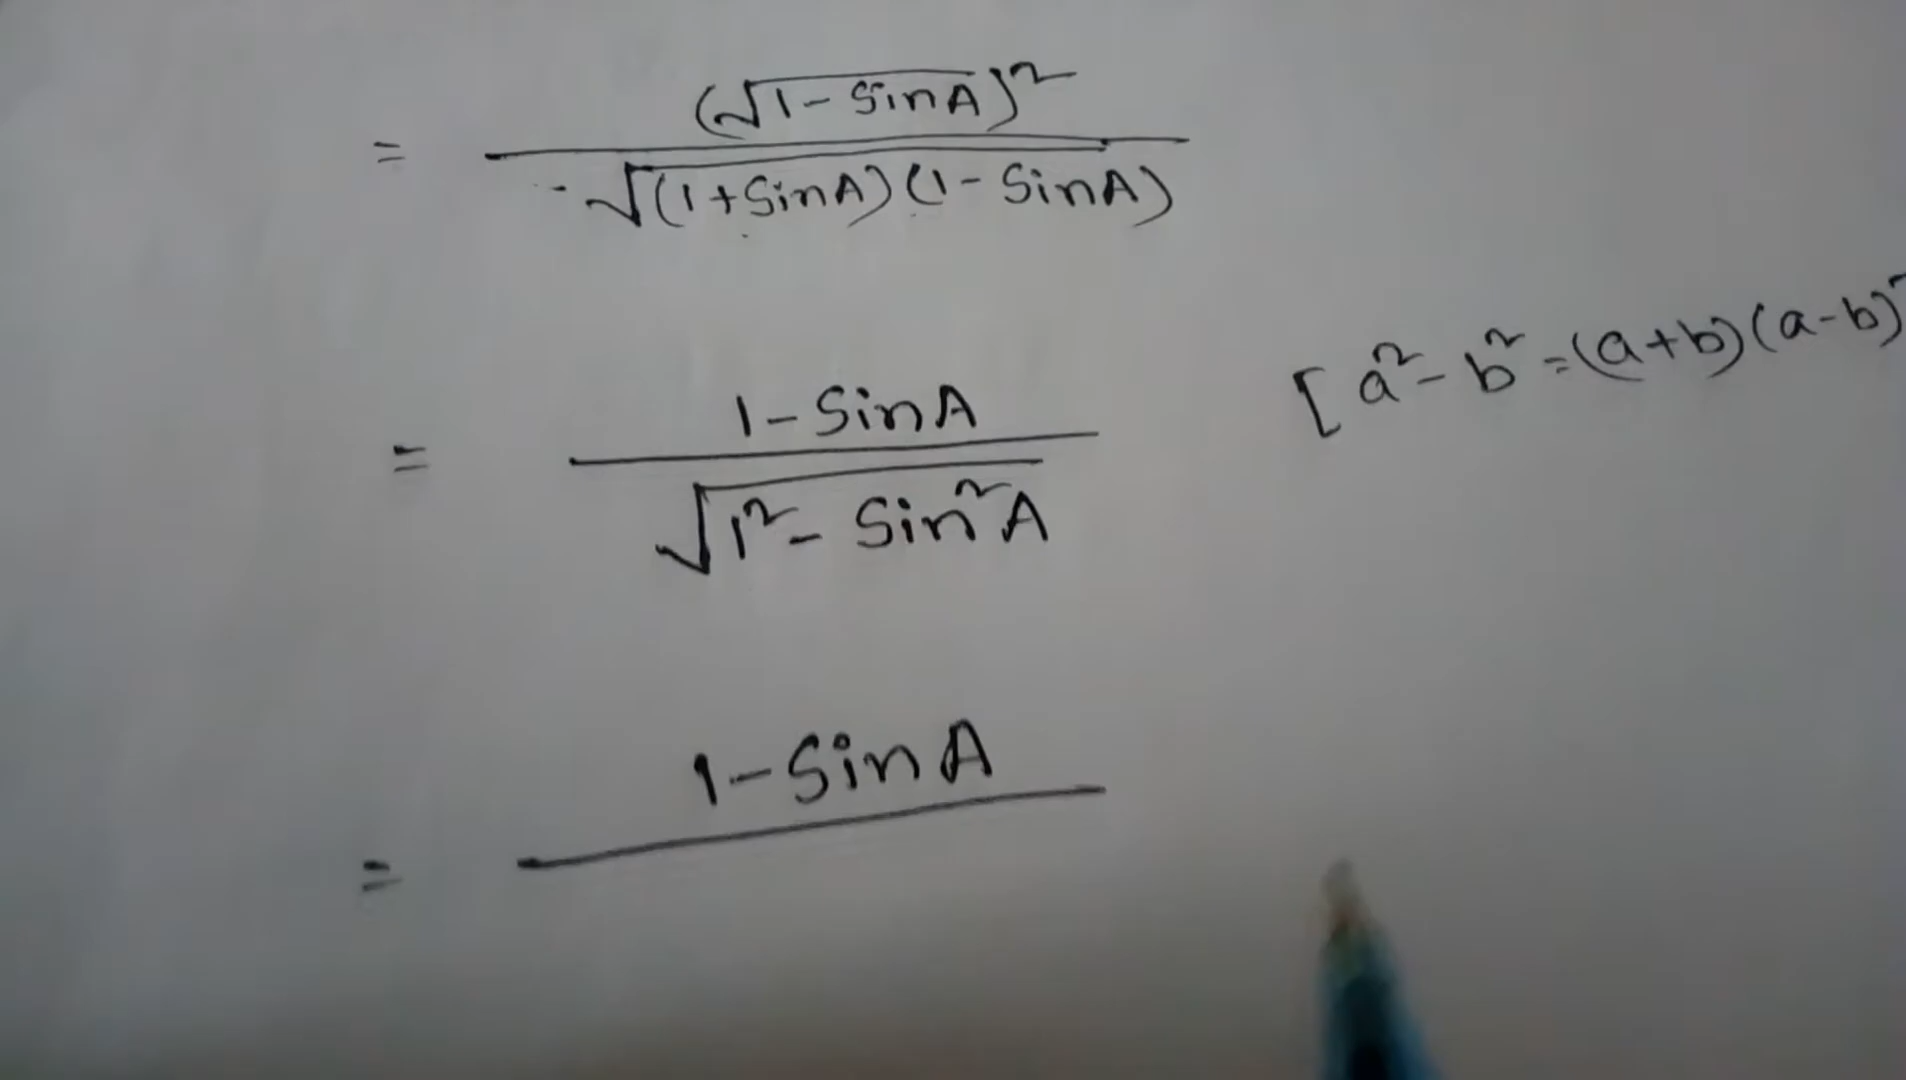 = (√1 - SinA)² / √(1+SinA)(1 - SinA)
[a² - b² = (a+b)(a-b)
= 1 - SinA / √1² - Sin²A
= 1 - SinA